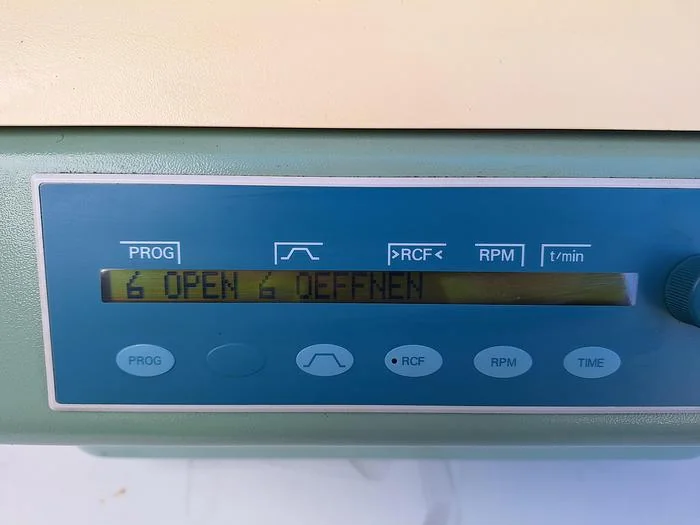 PROG >RCF< RPM t/min
6 OPEN 6 OEFFNEN
PROG RCF RPM TIME